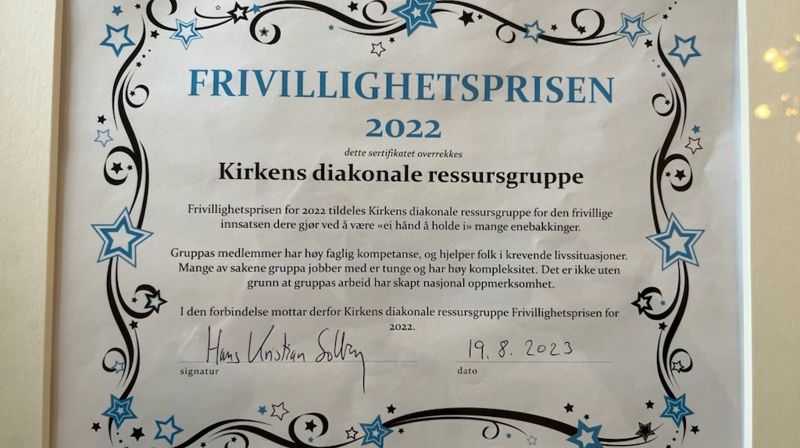 FRIVILLIGHETSPRISEN
2022
dette sertifikatet overrekkes
Kirkens diakonale ressursgruppe
Frivillighetsprisen for 2022 tildeles Kirkens diakonale ressursgruppe for den frivillige
innsatsen dere gjør ved å være «ei hånd å holde i» mange enebakkinger.
Gruppas medlemmer har høy faglig kompetanse, og hjelper folk i krevende livssituasjoner.
Mange av sakene gruppa jobber med er tunge og har høy kompleksitet. Det er ikke uten
grunn at gruppas arbeid har skapt nasjonal oppmerksomhet.
I den forbindelse mottar derfor Kirkens diakonale ressursgruppe Frivillighetsprisen for
2022.
Hans Kristian Solberg 19.8.2023
signatur dato